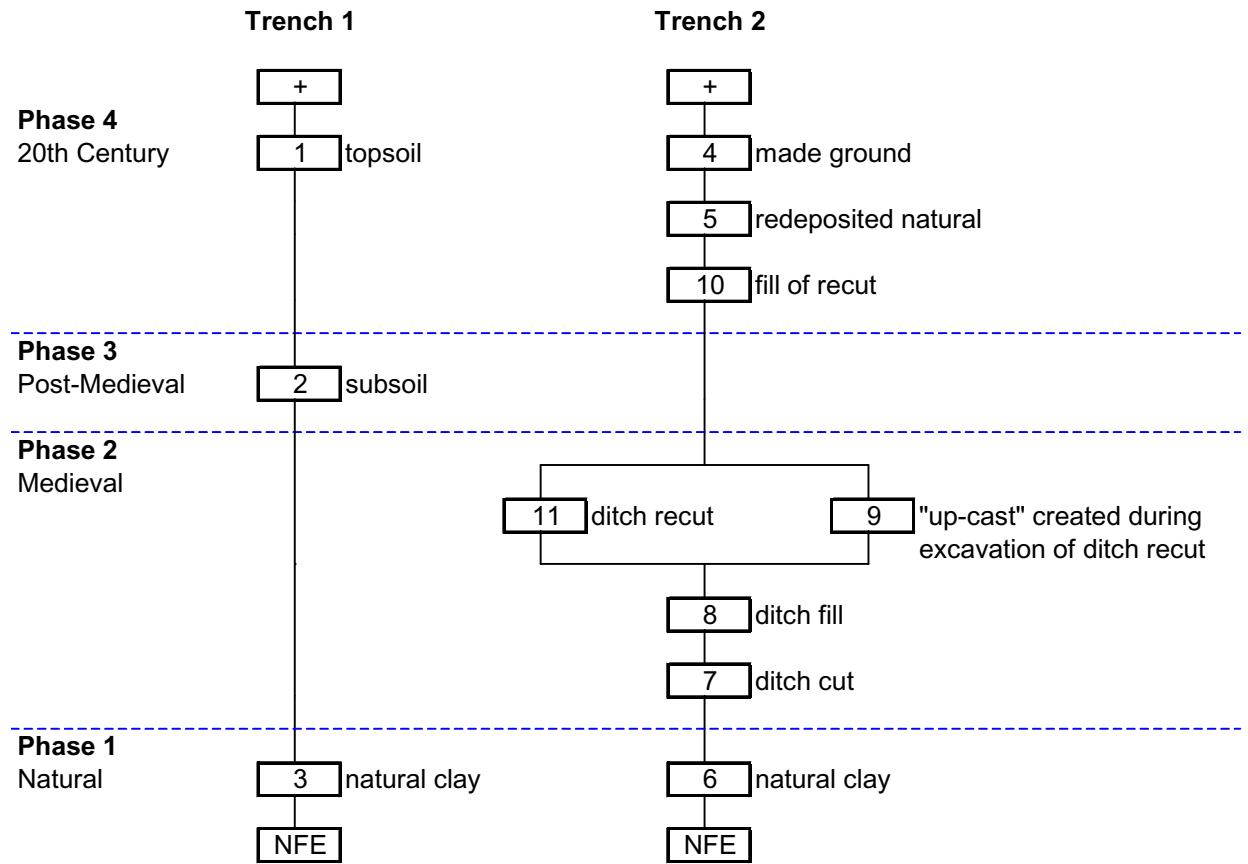 Trench 1 Trench 2
+ +
Phase 4
20th Century 1 topsoil 4 made ground
5 redeposited natural
10 fill of recut
Phase 3
Post-Medieval 2 subsoil
Phase 2
Medieval
11 ditch recut 9 "up-cast" created during
excavation of ditch recut
8 ditch fill
7 ditch cut
Phase 1
Natural 3 natural clay 6 natural clay
NFE NFE